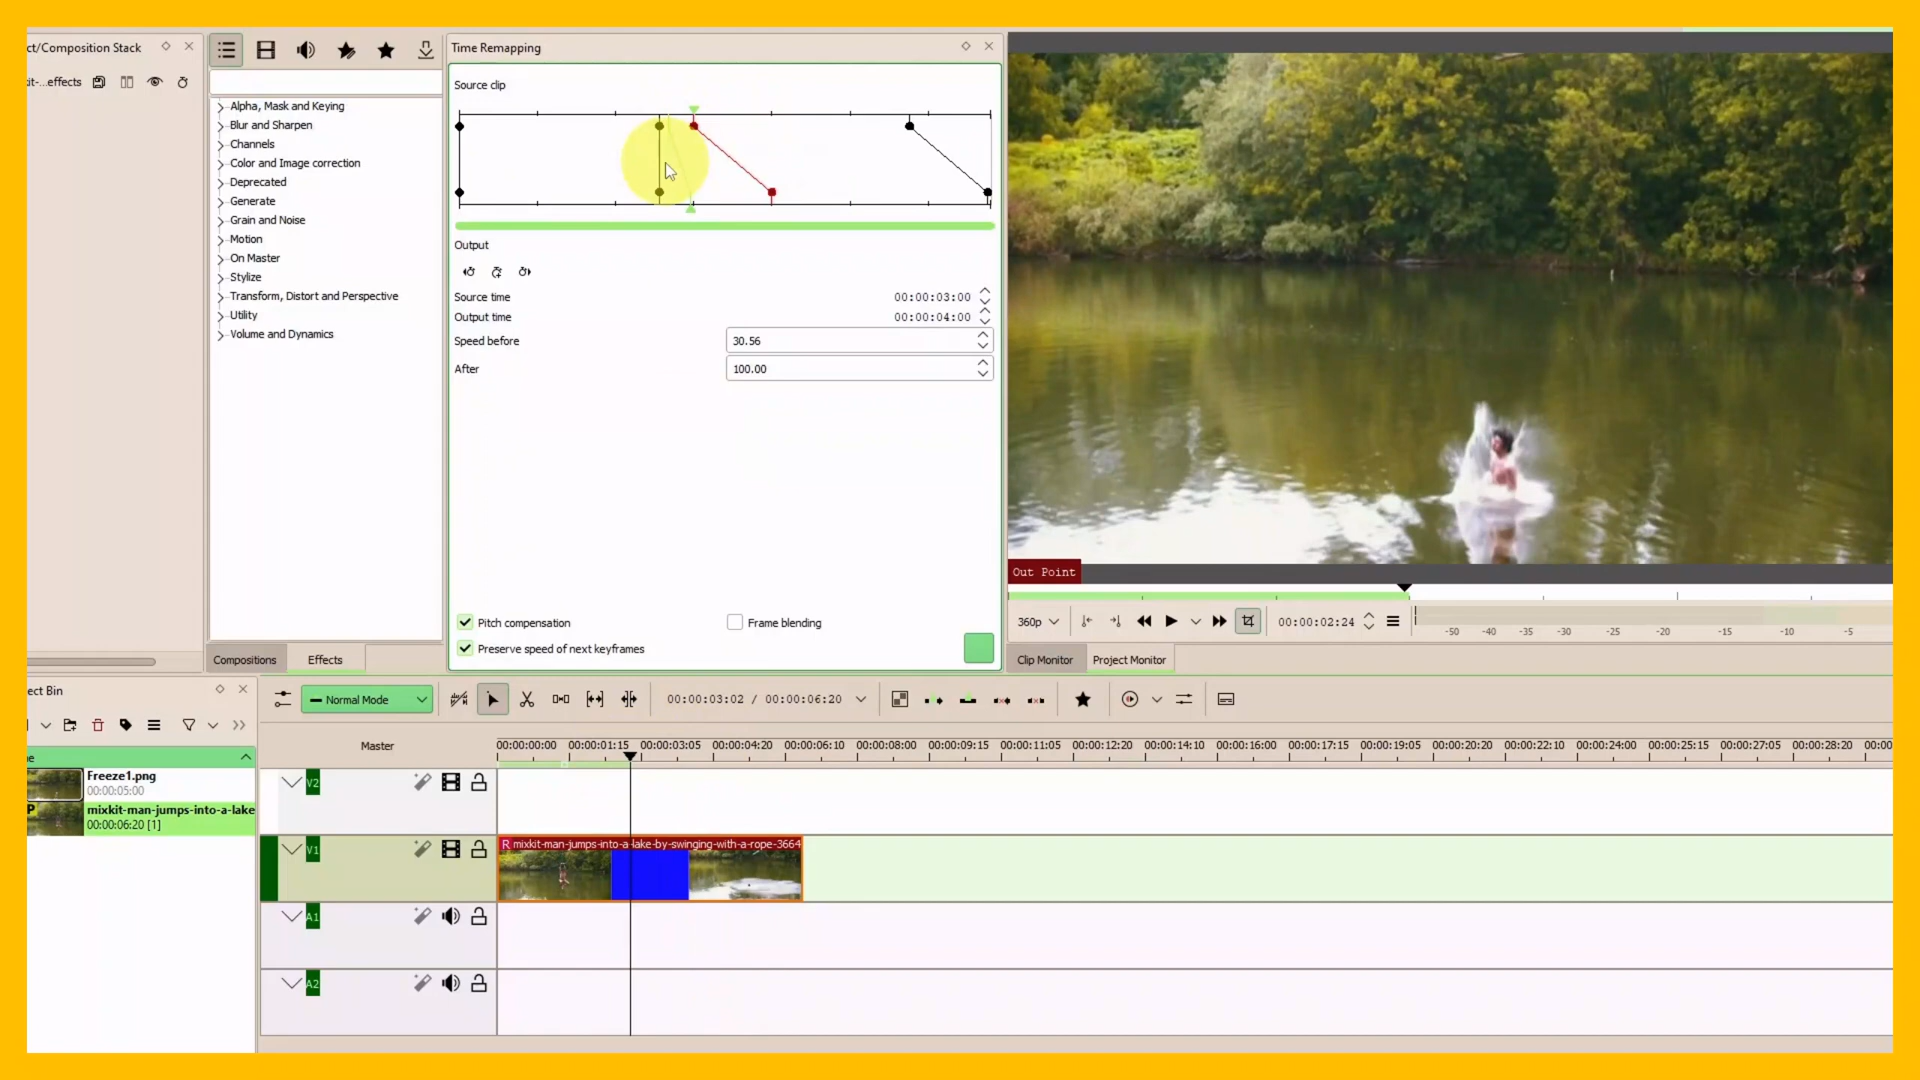 ct/Composition Stack
it-...effects
Alpha, Mask and Keying
Blur and Sharpen
Channels
Color and Image correction
Deprecated
Generate
Grain and Noise
Motion
On Master
Stylize
Transform, Distort and Perspective
Utility
Volume and Dynamics
Compositions
Effects
Time Remapping
Source clip
Output
Source time 00:00:03:00
Output time 00:00:04:00
Speed before 30.56
After 100.00
Pitch compensation
Frame blending
Preserve speed of next keyframes
Out Point
360p
00:00:02:24
-50 -40 -35 -30 -25 -20 -15 -10 -5
Clip Monitor
Project Monitor
ect Bin
e
Freeze1.png
00:00:05:00
P
mixkit-man-jumps-into-a-lake
00:00:06:20 [1]
Normal Mode
00:00:03:02 / 00:00:06:20
Master
00:00:00:00 00:00:01:15 00:00:03:05 00:00:04:20 00:00:06:10 00:00:08:00 00:00:09:15 00:00:11:05 00:00:12:20 00:00:14:10 00:00:16:00 00:00:17:15 00:00:19:05 00:00:20:20 00:00:22:10 00:00:24:00 00:00:25:15 00:00:27:05 00:00:28:20 00:00
V2
V1
R mixkit-man-jumps-into-a-lake-by-swinging-with-a-rope-3664
A1
A2